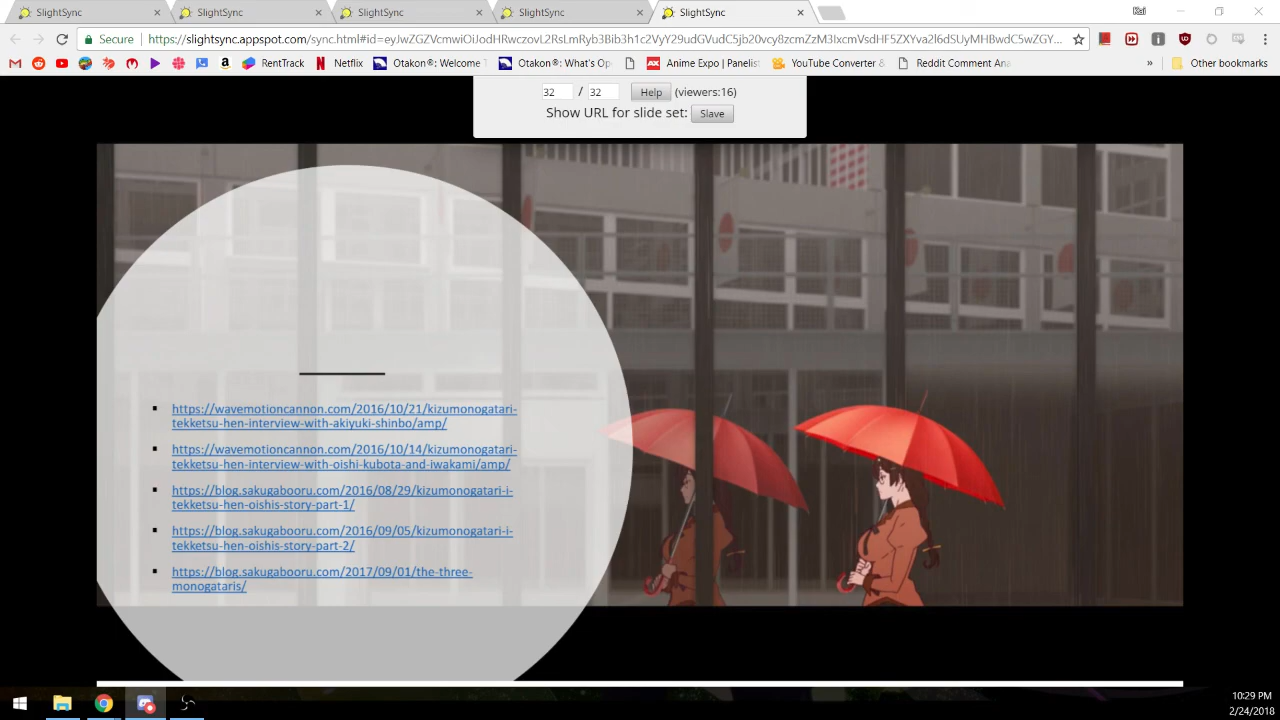 SlightSync
SlightSync
SlightSync
SlightSync
SlightSync
Secure
https://slightsync.appspot.com/sync.html#id=eyJwZGZVcmwiOiJodHRwczovL2RsLmRyb3Bib3h1c2VyY29udGVudC5jb20vcy8zmZzM3lxcmVsdHF5ZXYva2l6dSUyMHBwdC5wZGY...
RentTrack
Netflix
Otakon®: Welcome T
Otakon®: What's Op
Anime Expo | Panelist
YouTube Converter &
Reddit Comment Ana
»
Other bookmarks
32 / 32 Help (viewers:16)
Show URL for slide set: Slave
https://wavemotioncannon.com/2016/10/21/kizumonogatari-
tekketsu-hen-interview-with-akiyuki-shinbo/amp/
https://wavemotioncannon.com/2016/10/14/kizumonogatari-
tekketsu-hen-interview-with-oishi-kubota-and-iwakami/amp/
https://blog.sakugabooru.com/2016/08/29/kizumonogatari-i-
tekketsu-hen-oishis-story-part-1/
https://blog.sakugabooru.com/2016/09/05/kizumonogatari-i-
tekketsu-hen-oishis-story-part-2/
https://blog.sakugabooru.com/2017/09/01/the-three-
monogataris/
10:29 PM
2/24/2018